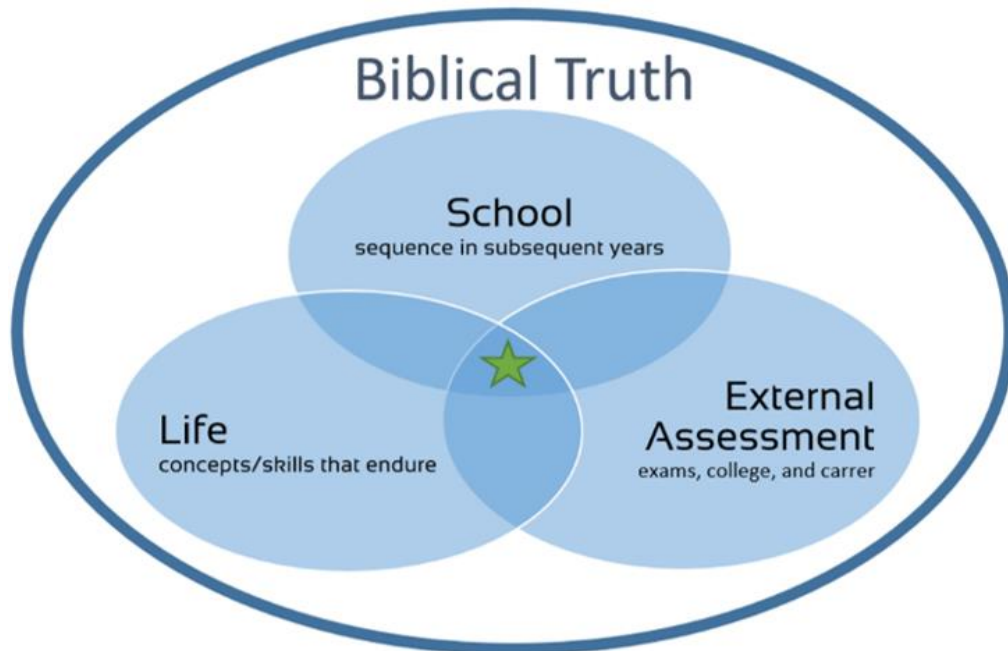 Biblical Truth
School
sequence in subsequent years
Life
concepts/skills that endure
External
Assessment
exams, college, and carrer